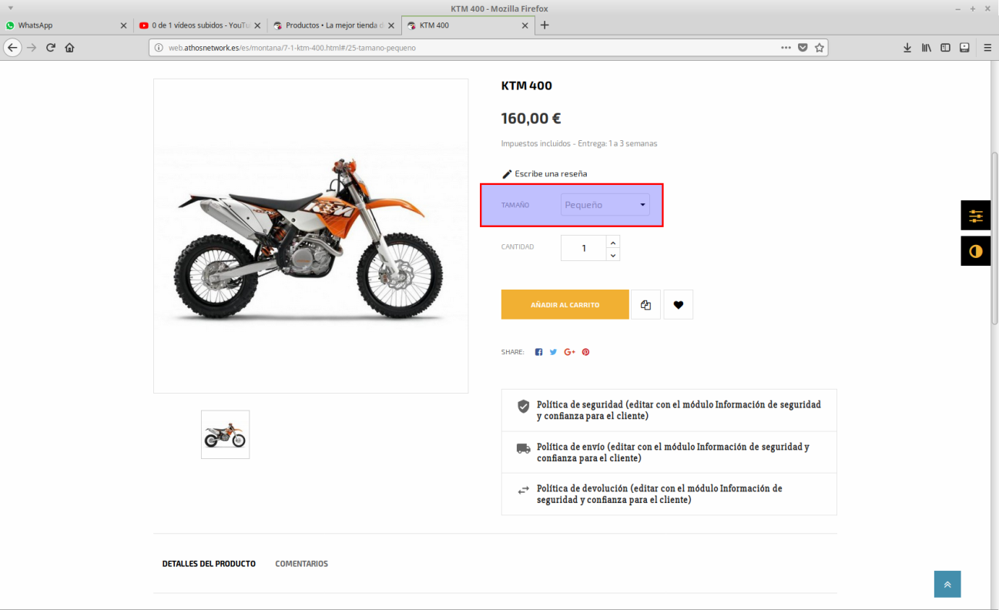 KTM 400 - Mozilla Firefox
WhatsApp
0 de 1 vídeos subidos - YouTu
Productos • La mejor tienda d
KTM 400
web.athosnetwork.es/es/montana/7-1-ktm-400.html#/25-tamano-pequeno
KTM 400
160,00 €
Impuestos incluidos - Entrega: 1 a 3 semanas
Escribe una reseña
TAMAÑO Pequeño
CANTIDAD 1
AÑADIR AL CARRITO
SHARE:
Política de seguridad (editar con el módulo Información de seguridad
y confianza para el cliente)
Política de envío (editar con el módulo Información de seguridad y
confianza para el cliente)
Política de devolución (editar con el módulo Información de
seguridad y confianza para el cliente)
DETALLES DEL PRODUCTO COMENTARIOS